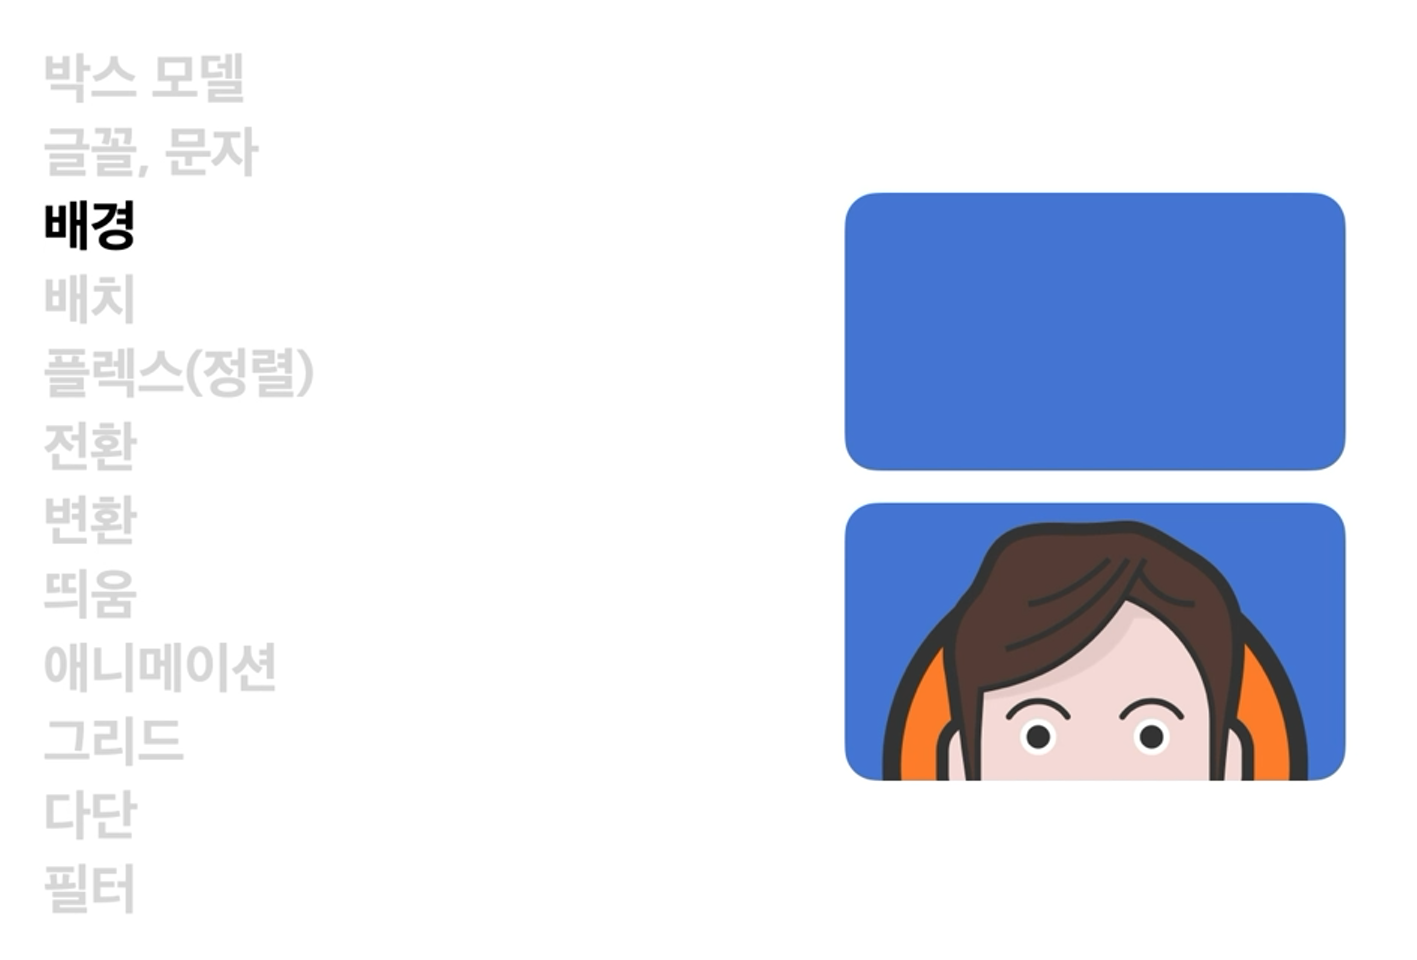 박스 모델
글꼴, 문자
배경
배치
플렉스(정렬)
전환
변환
띄움
애니메이션
그리드
다단
필터